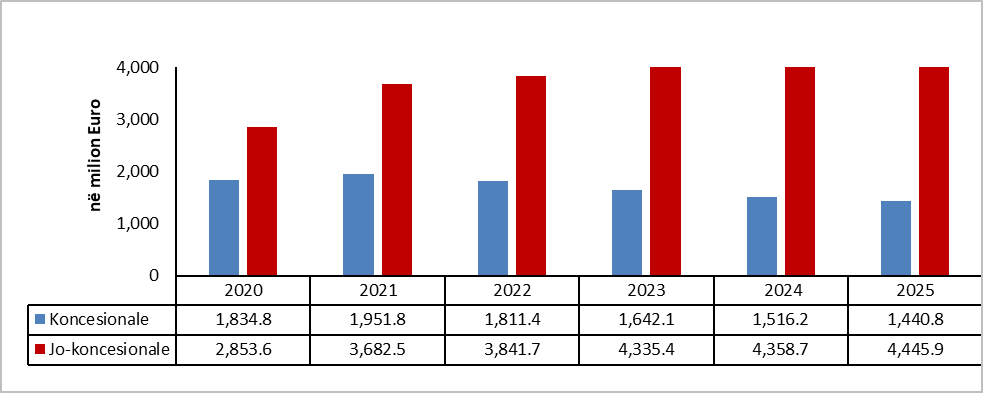 në milion Euro
4,000
3,000
2,000
1,000
0
2020 2021 2022 2023 2024 2025
Koncesionale 1,834.8 1,951.8 1,811.4 1,642.1 1,516.2 1,440.8
Jo-koncesionale 2,853.6 3,682.5 3,841.7 4,335.4 4,358.7 4,445.9